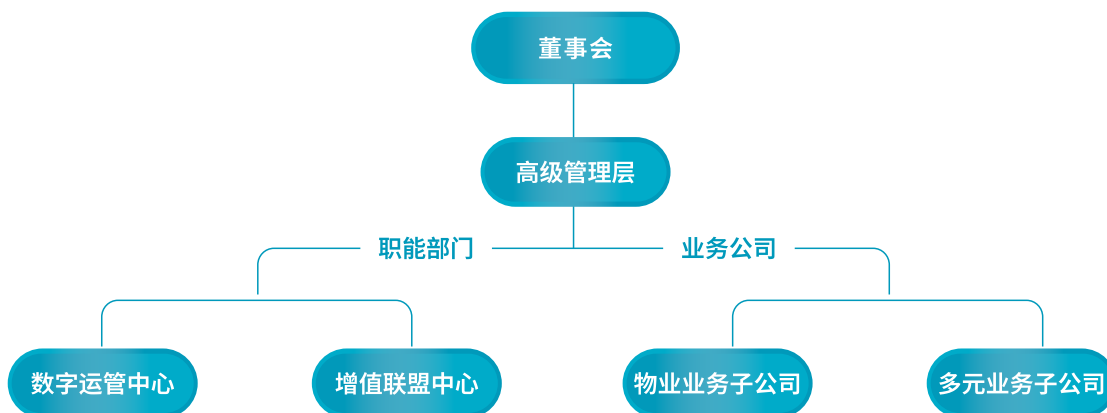 董事会
高级管理层
职能部门
业务公司
数字运管中心
增值联盟中心
物业业务子公司
多元业务子公司